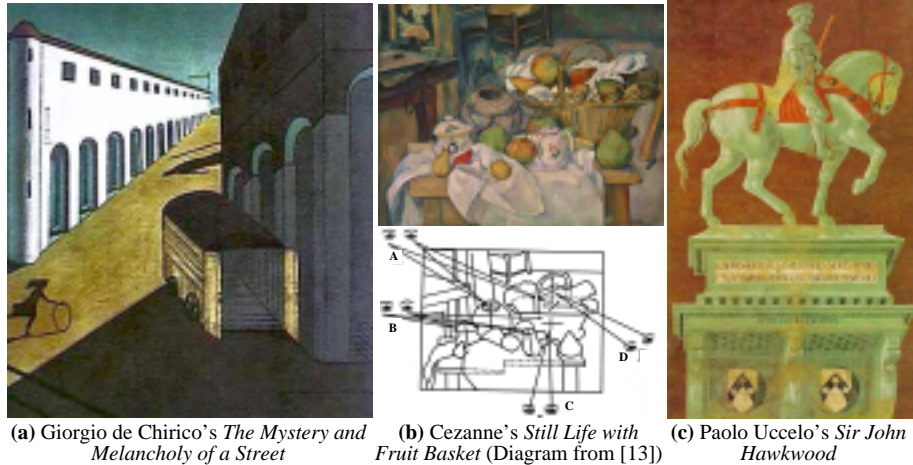 A
B
D
C
(a) Giorgio de Chirico's The Mystery and
Melancholy of a Street
(b) Cezanne's Still Life with
Fruit Basket (Diagram from [13])
(c) Paolo Uccelo's Sir John
Hawkwood